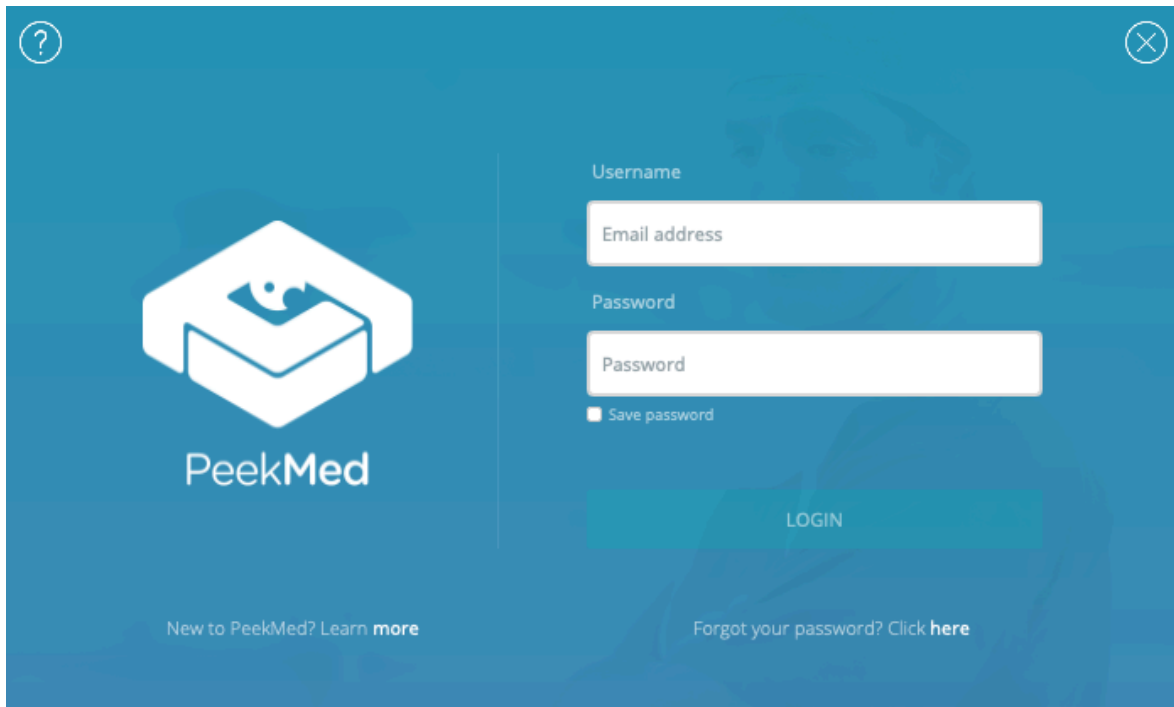 ?
Username
Email address
Password
Password
Save password
PeekMed
LOGIN
New to PeekMed? Learn more
Forgot your password? Click here